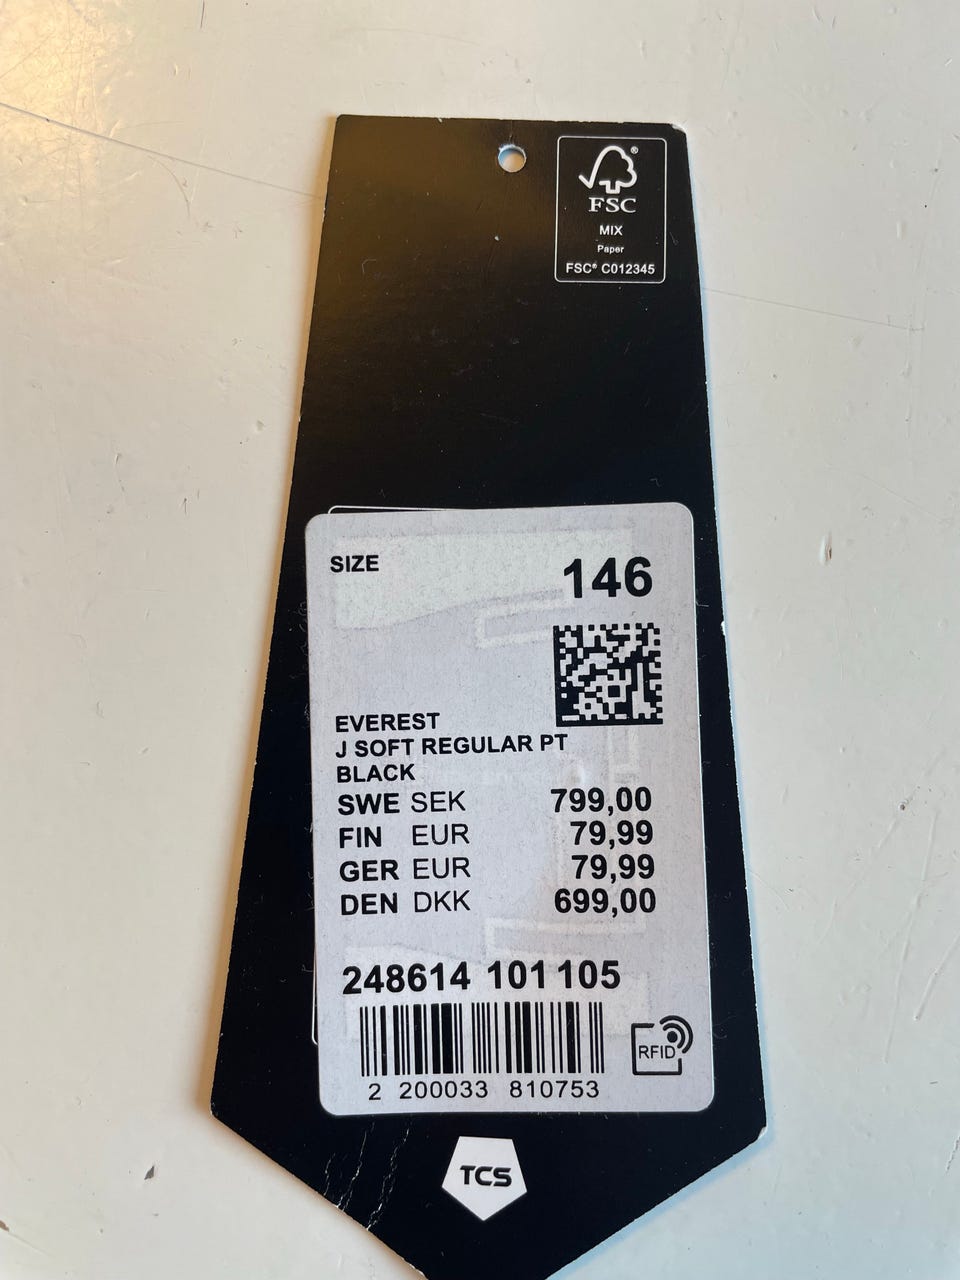 FSC®
MIX
Paper
FSC® C012345
SIZE
146
EVEREST
J SOFT REGULAR PT
BLACK
SWE SEK 799,00
FIN EUR 79,99
GER EUR 79,99
DEN DKK 699,00
248614 101 105
RFID
2 200033 810753
TCS